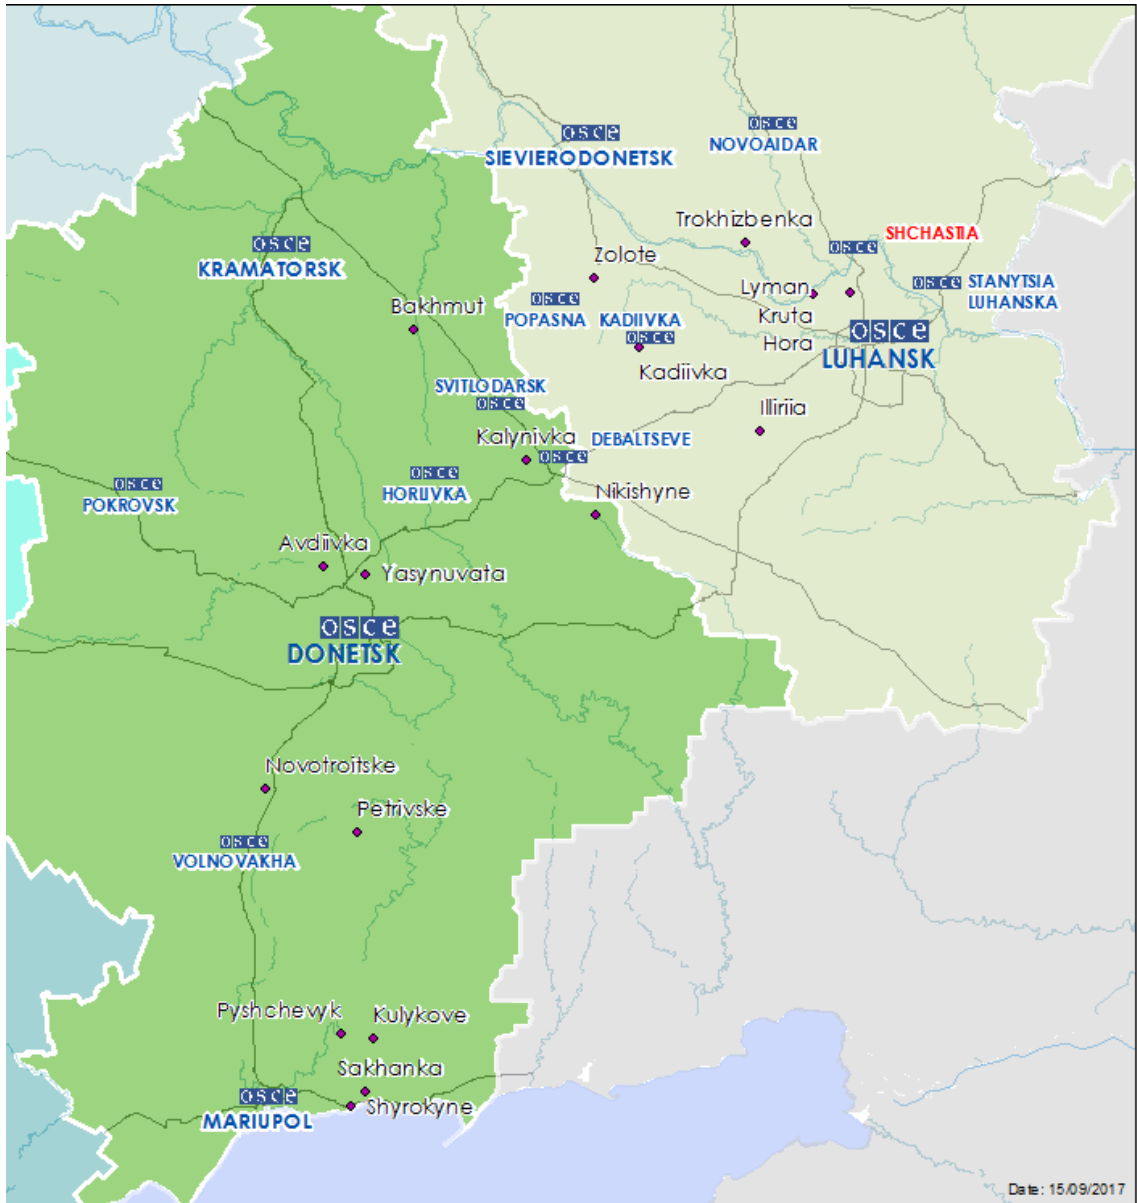 osce
NOVOAIDAR
osce
SIEVIERODONETSK
Trokhizbenka
SHCHASTIA
osce
osce
KRAMATORSK
Zolote
osce
STANYTSIA
LUHANSKA
Lyman
osce
POPASNA
KADIIVKA
osce
Bakhmut
Kruta
Hora
osce
LUHANSK
Kadiivka
SVITLODARSK
osce
Illiriia
Kalynivka
DEBALTSEVE
osce
osce
HORLIVKA
osce
POKROVSK
Nikishyne
Avdiivka
Yasynuvata
osce
DONETSK
Novotroitske
Petrivske
osce
VOLNOVAKHA
Pyshchevyk
Kulykove
Sakhanka
osce
MARIUPOL
Shyrokyne
Date: 15/09/2017